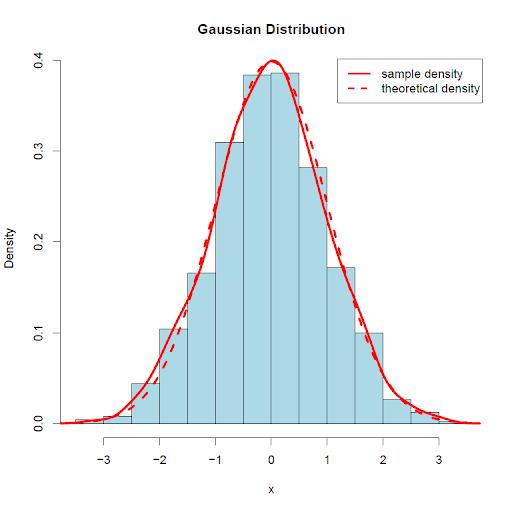 Gaussian Distribution
sample density
theoretical density
Density
0.0
0.1
0.2
0.3
0.4
−3 −2 −1 0 1 2 3
x